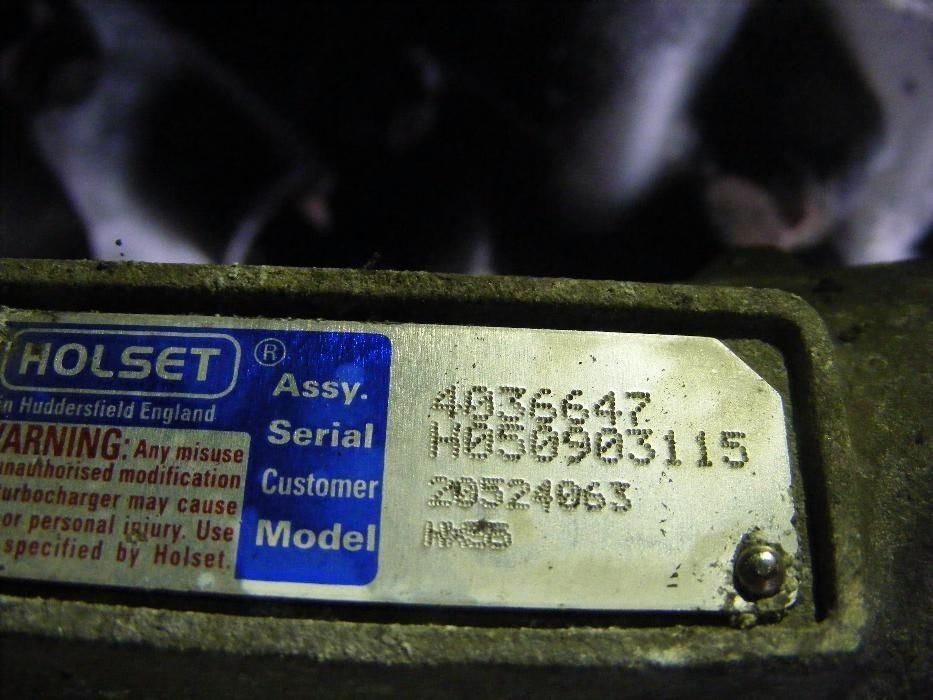 HOLSET ®
in Huddersfield England
WARNING: Any misuse
unauthorised modification
turbocharger may cause
or personal injury. Use
specified by Holset.
Assy. 4036647
Serial H050903115
Customer 20524063
Model